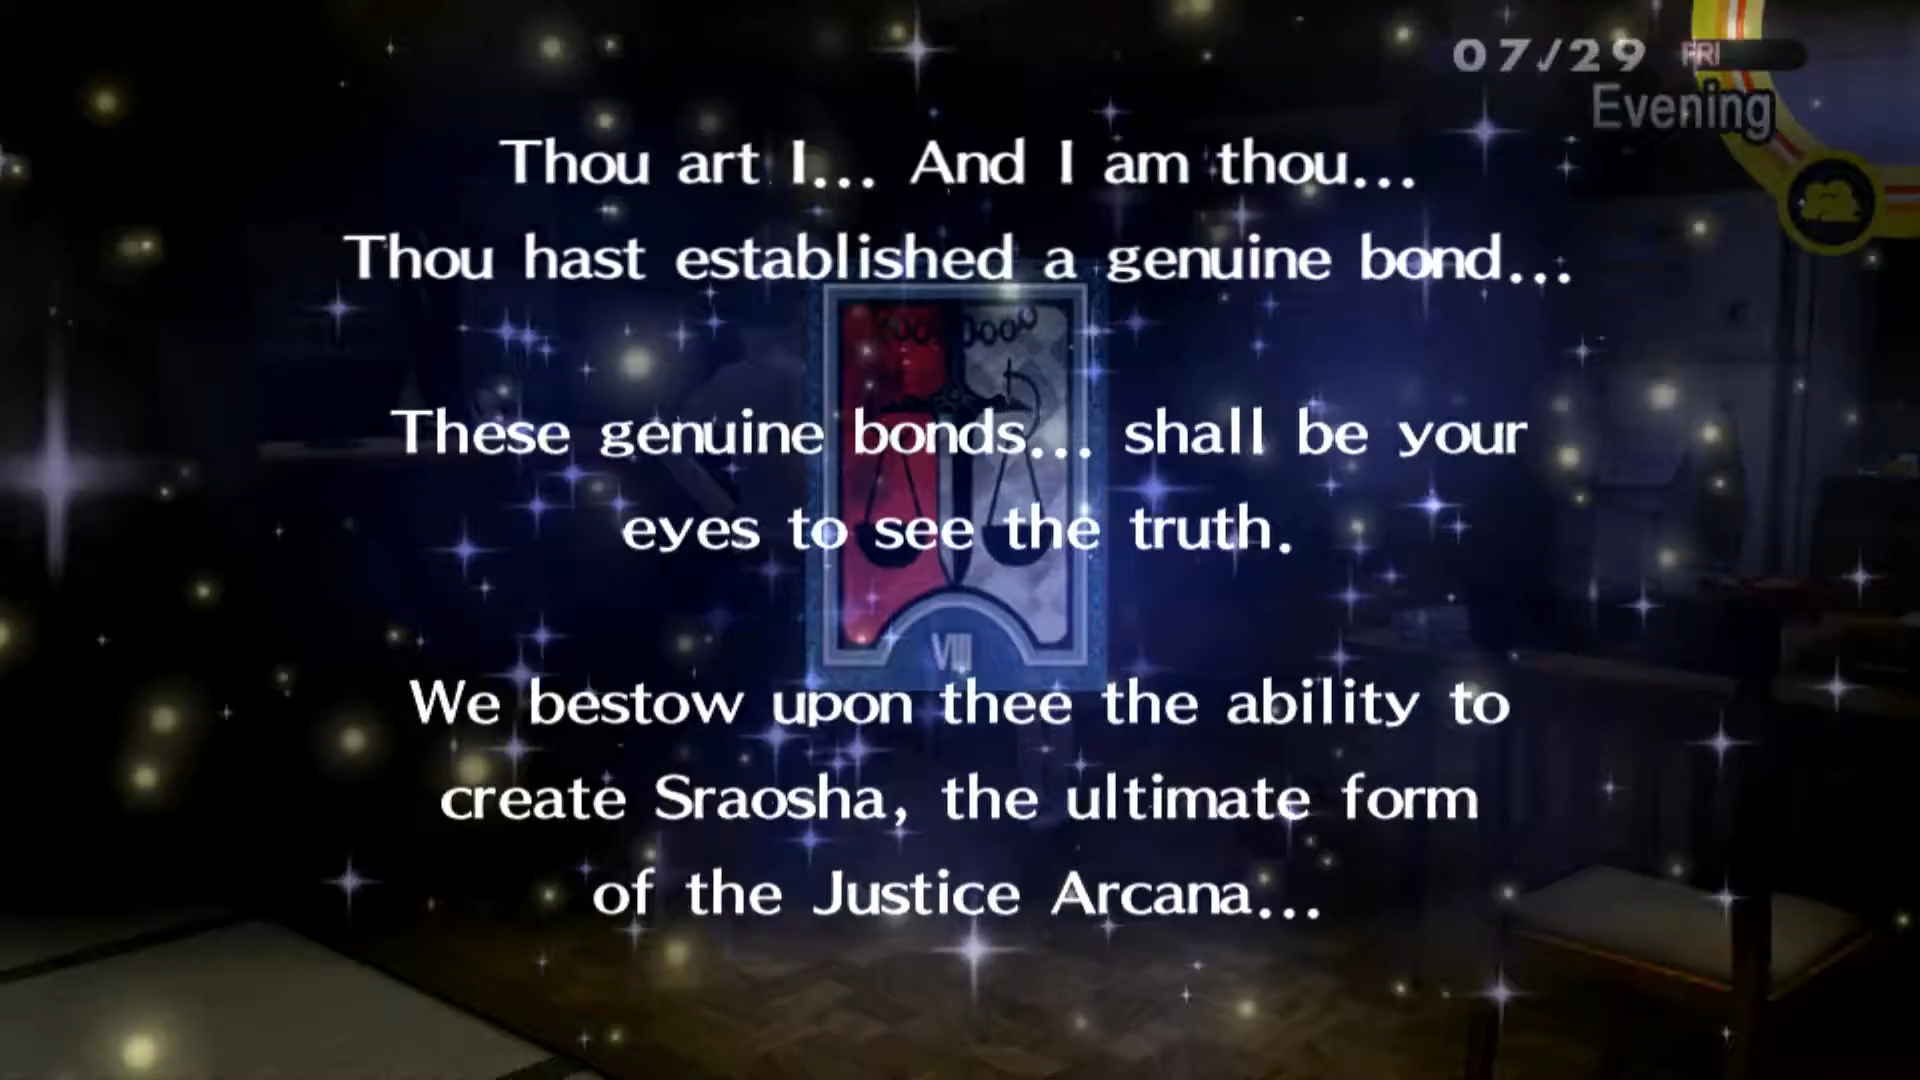 07/29 FRI
Evening
Thou art I... And I am thou...
Thou hast established a genuine bond...
These genuine bonds... shall be your
eyes to see the truth.
VIII
We bestow upon thee the ability to
create Sraosha, the ultimate form
of the Justice Arcana...